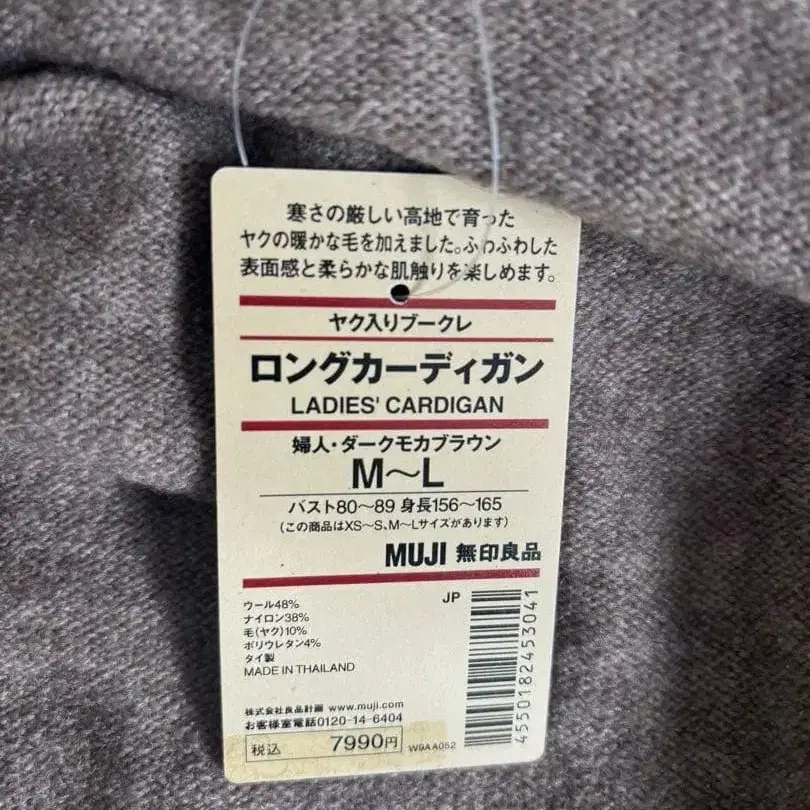 寒さの厳しい高地で育った
ヤクの暖かな毛を加えました。ふわふわした
表面感と柔らかな肌触りを楽しめます。
ヤク入りブークレ
ロングカーディガン
LADIES' CARDIGAN
婦人・ダークモカブラウン
M〜L
バスト80〜89 身長156〜165
(この商品はXS〜S、M〜Lサイズがあります)
MUJI 無印良品
JP
ウール48%
ナイロン38%
毛(ヤク)10%
ポリウレタン4%
タイ製
MADE IN THAILAND
株式会社良品計画 www.muji.com
お客様室電話0120-14-6404
税込 7990円
W9AA052
4550182453041